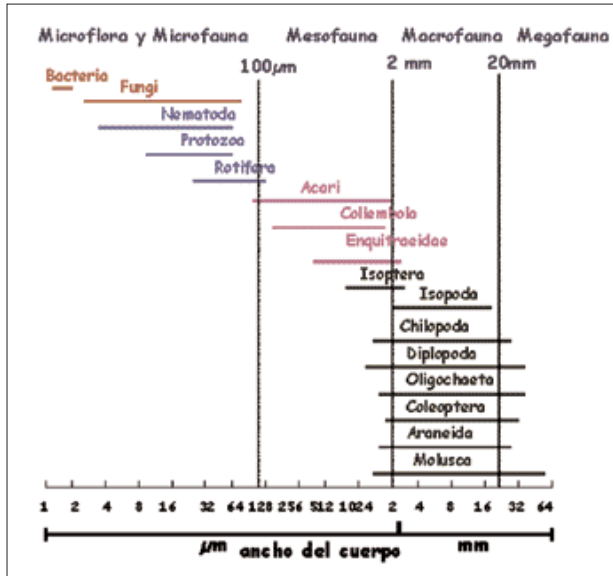 Microflora y Microfauna Mesofauna Macrofauna Megafauna
100µm 2 mm 20mm
Bacteria
Fungi
Nematoda
Protozoa
Rotifera
Acari
Collembola
Enquitraeidae
Isoptera
Isopoda
Chilopoda
Diplopoda
Oligochaeta
Coleoptera
Araneida
Molusca
1 4 8 16 32 64 128 256 512 1024 2 4 8 16 32 64
µm ancho del cuerpo mm